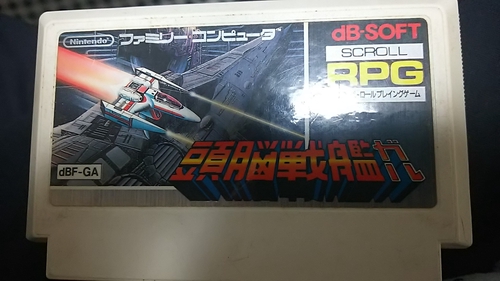 Nintendo
ファミリーコンピュータ
dB-SOFT
SCROLL
RPG
ロールプレイングゲーム
頭脳戦艦ガル
dBF-GA